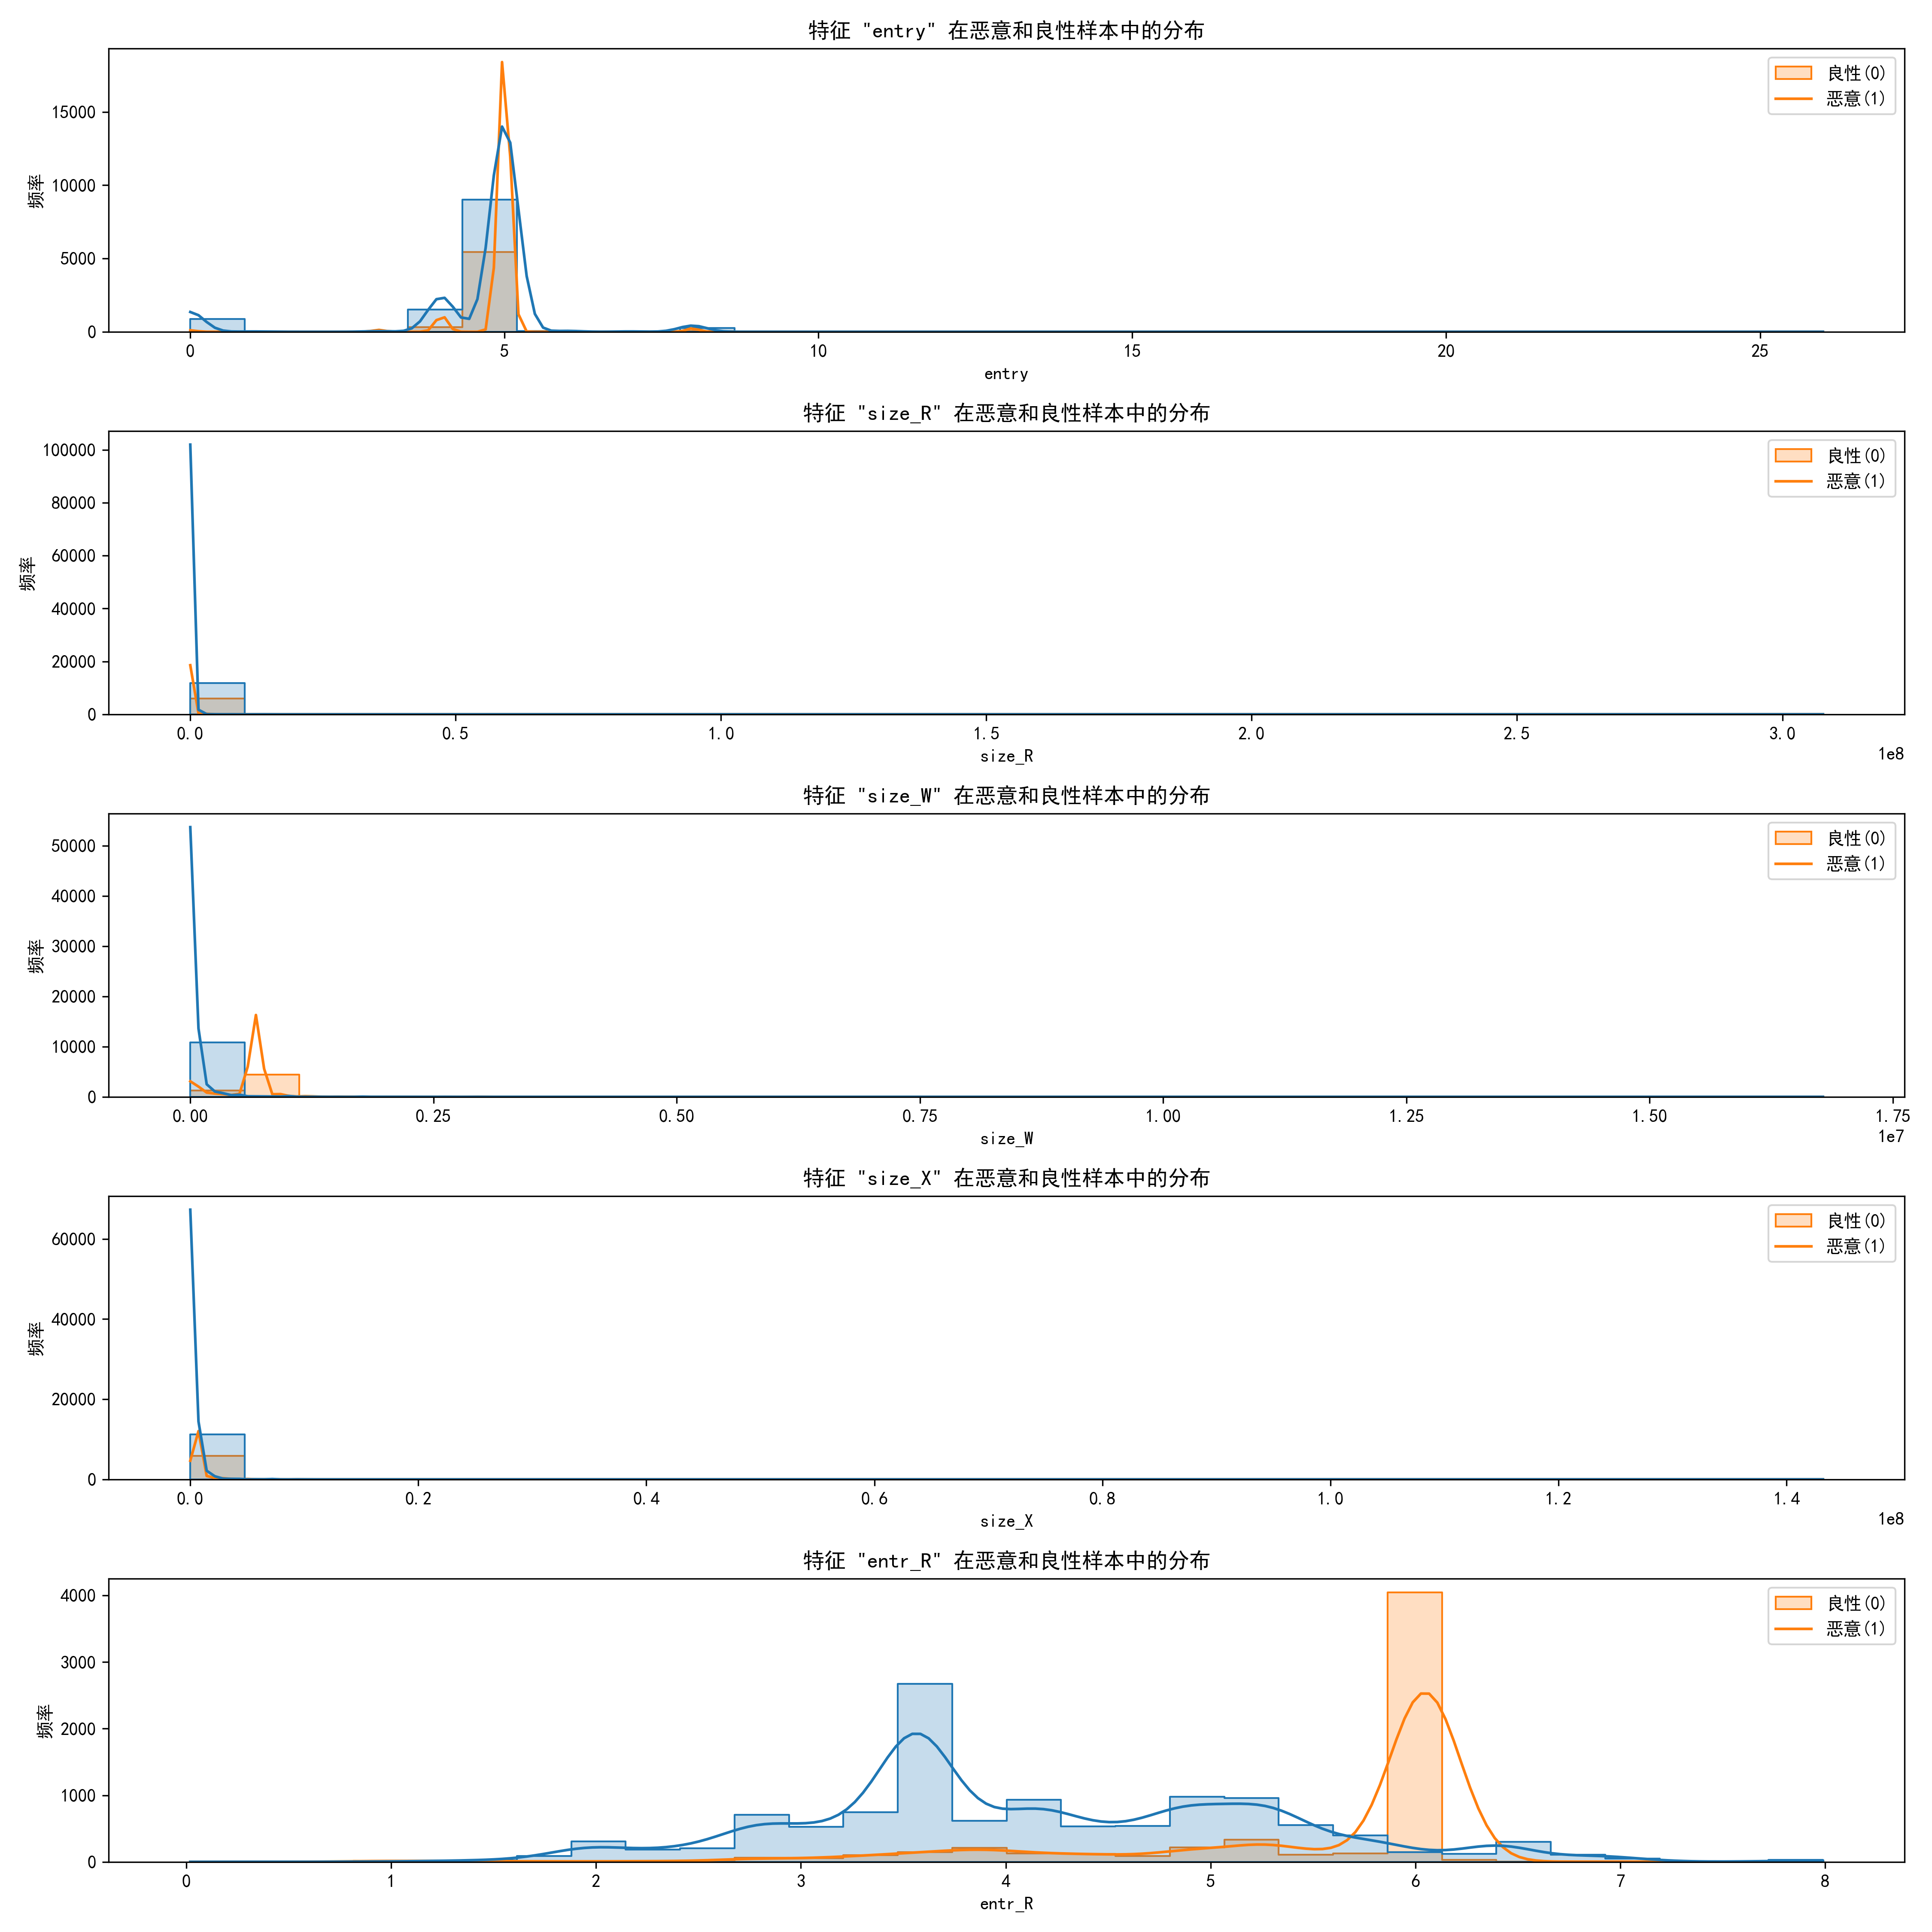 特征 "entry" 在恶意和良性样本中的分布
良性(0)
恶意(1)
频率
15000
10000
5000
0
0 5 10 15 20 25
entry
特征 "size_R" 在恶意和良性样本中的分布
良性(0)
恶意(1)
频率
100000
80000
60000
40000
20000
0
0.0 0.5 1.0 1.5 2.0 2.5 3.0
1e8
size_R
特征 "size_W" 在恶意和良性样本中的分布
良性(0)
恶意(1)
频率
50000
40000
30000
20000
10000
0
0.00 0.25 0.50 0.75 1.00 1.25 1.50 1.75
1e7
size_W
特征 "size_X" 在恶意和良性样本中的分布
良性(0)
恶意(1)
频率
60000
40000
20000
0
0.0 0.2 0.4 0.6 0.8 1.0 1.2 1.4
1e8
size_X
特征 "entr_R" 在恶意和良性样本中的分布
良性(0)
恶意(1)
频率
4000
3000
2000
1000
0
0 1 2 3 4 5 6 7 8
entr_R